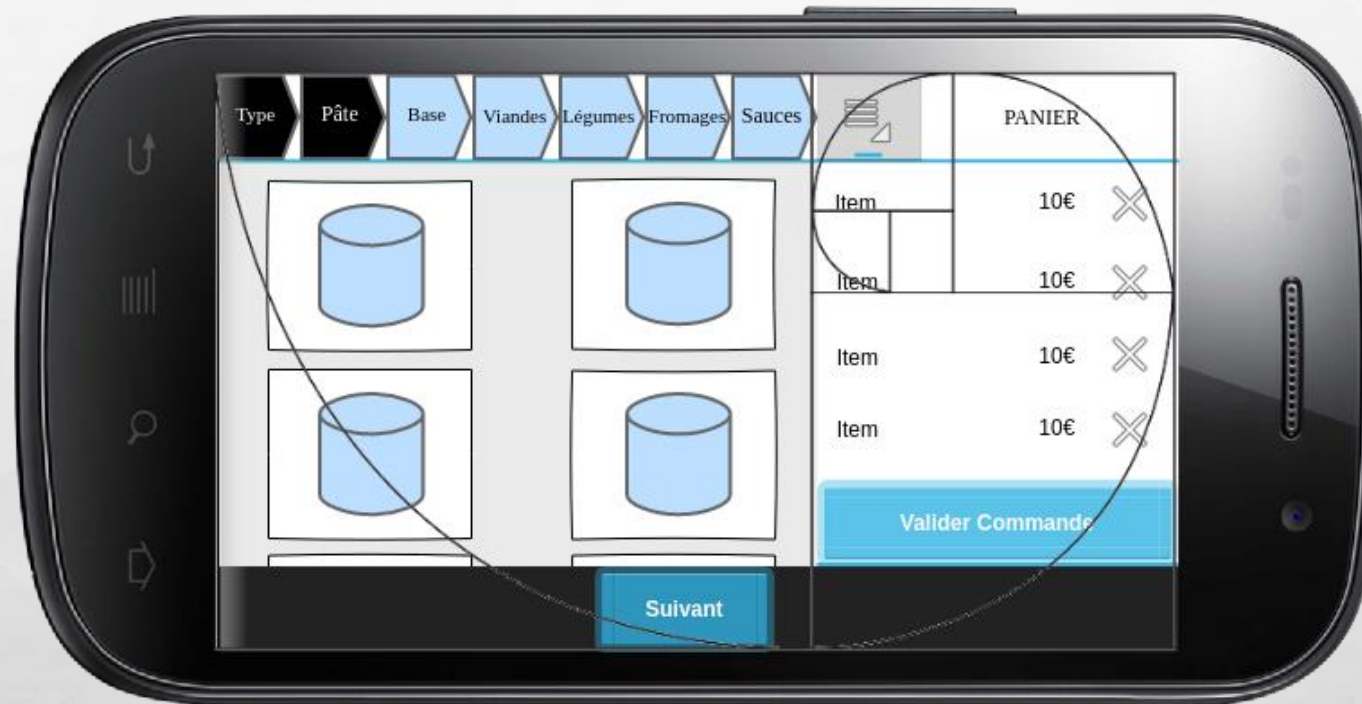 Type Pâte Base Viandes Légumes Fromages Sauces PANIER
Item 10€
Item 10€
Item 10€
Item 10€
Valider Commande
Suivant